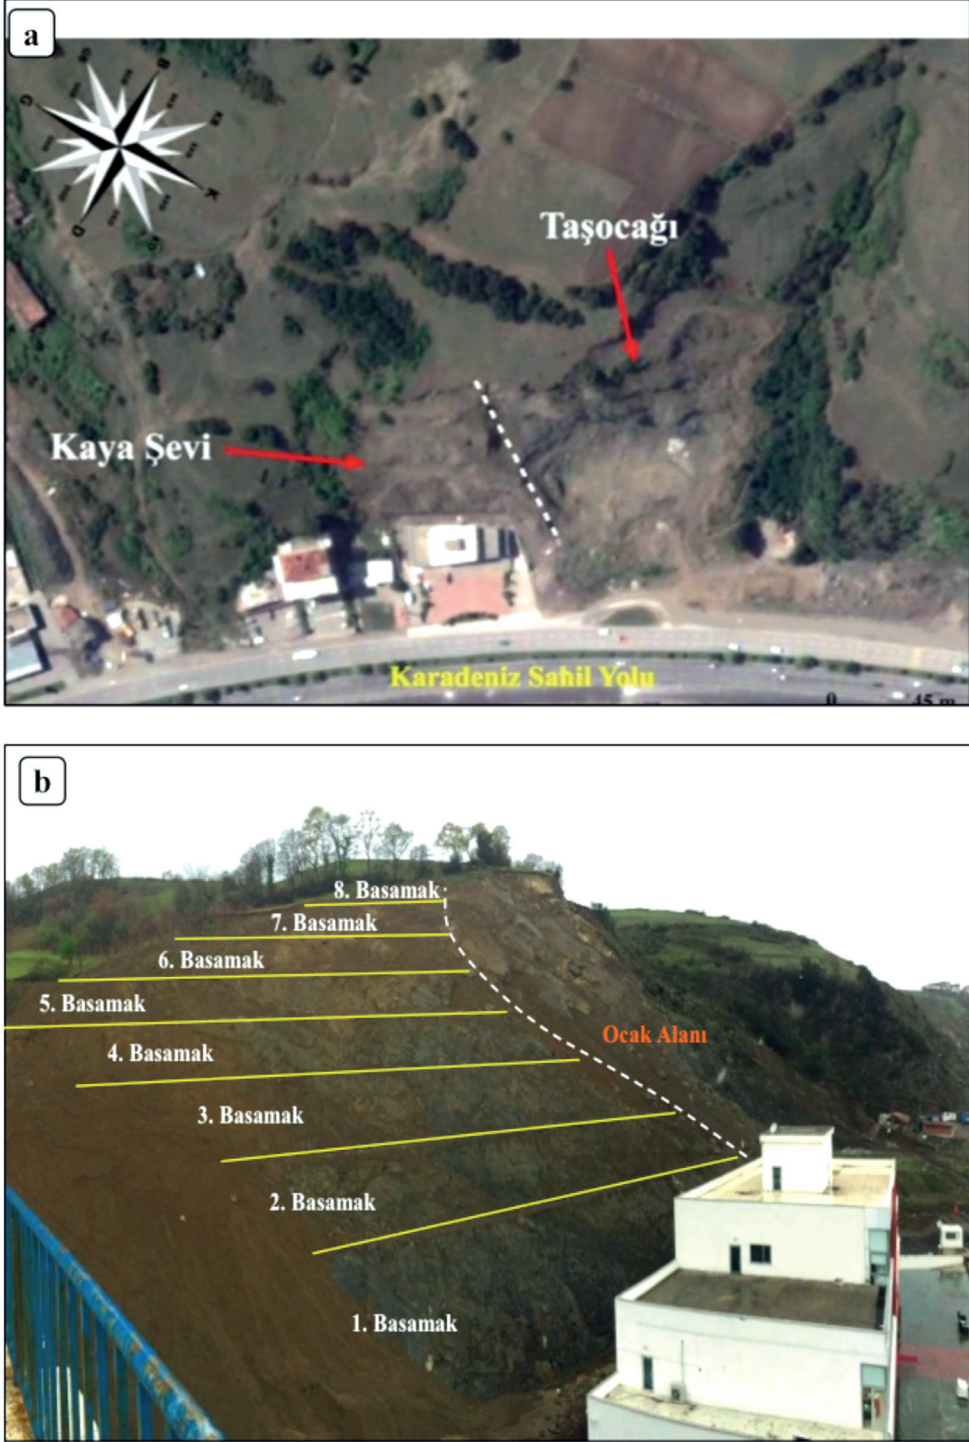 a
B
G
K
D
Taşocağı
Kaya Şevi
Karadeniz Sahil Yolu
0 45 m
b
8. Basamak
7. Basamak
6. Basamak
5. Basamak
4. Basamak
Ocak Alanı
3. Basamak
2. Basamak
1. Basamak